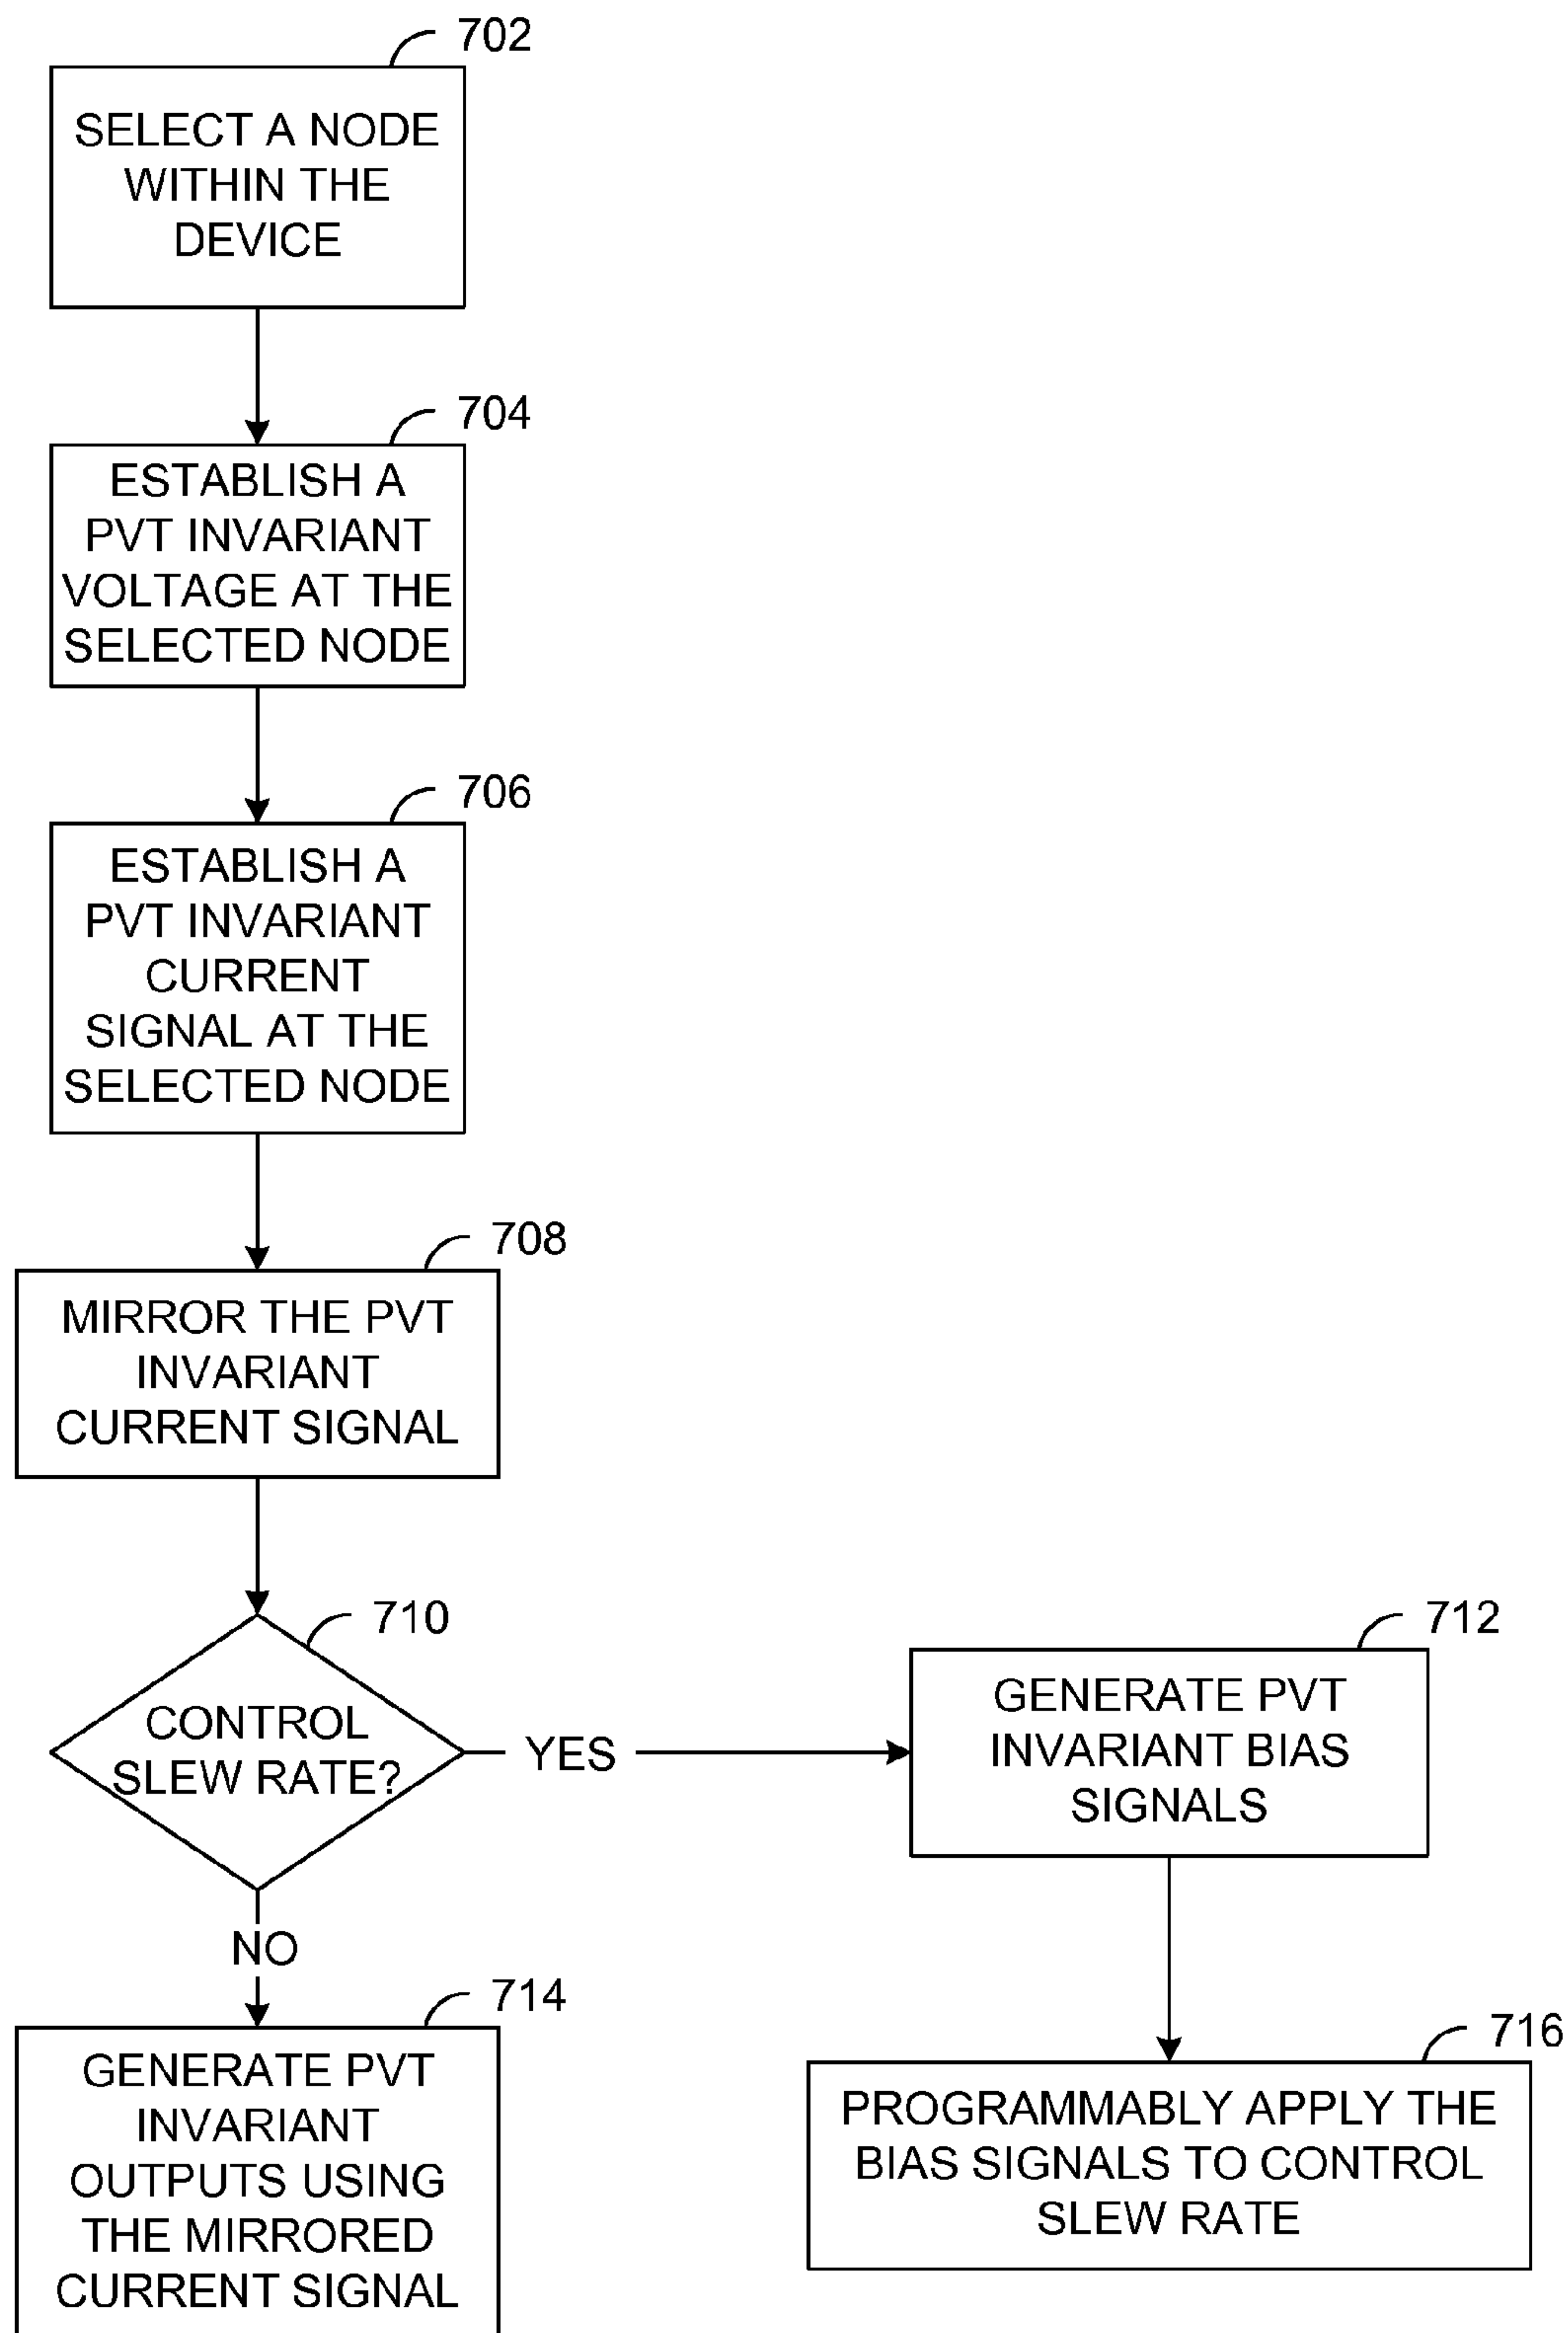 702
SELECT A NODE
WITHIN THE
DEVICE
704
ESTABLISH A
PVT INVARIANT
VOLTAGE AT THE
SELECTED NODE
706
ESTABLISH A
PVT INVARIANT
CURRENT
SIGNAL AT THE
SELECTED NODE
708
MIRROR THE PVT
INVARIANT
CURRENT SIGNAL
710
CONTROL
SLEW RATE?
YES
712
GENERATE PVT
INVARIANT BIAS
SIGNALS
NO
714
GENERATE PVT
INVARIANT
OUTPUTS USING
THE MIRRORED
CURRENT SIGNAL
716
PROGRAMMABLY APPLY THE
BIAS SIGNALS TO CONTROL
SLEW RATE